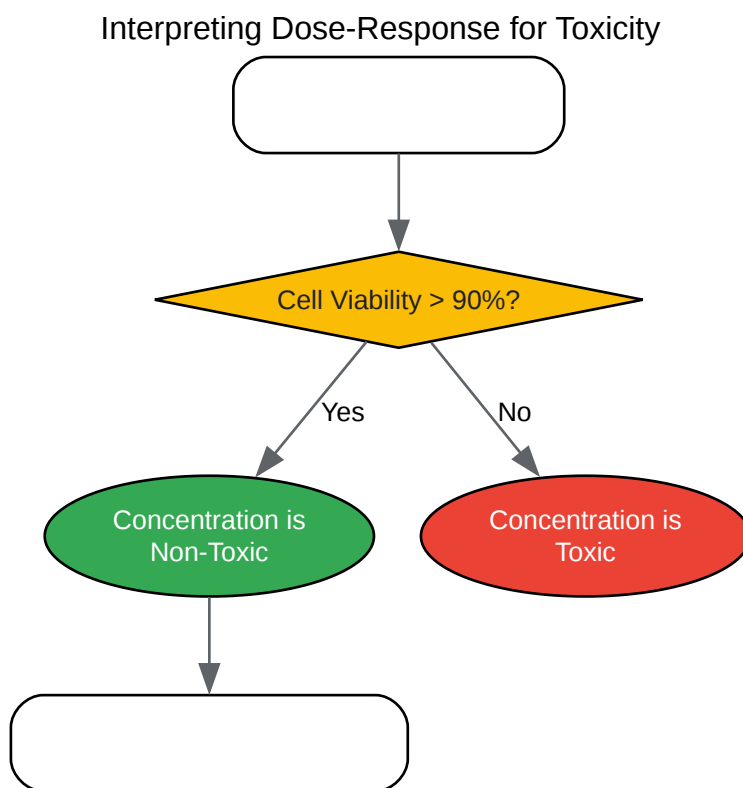 Interpreting Dose-Response for Toxicity
Cell Viability > 90%?
Yes
No
Concentration is
Non-Toxic
Concentration is
Toxic